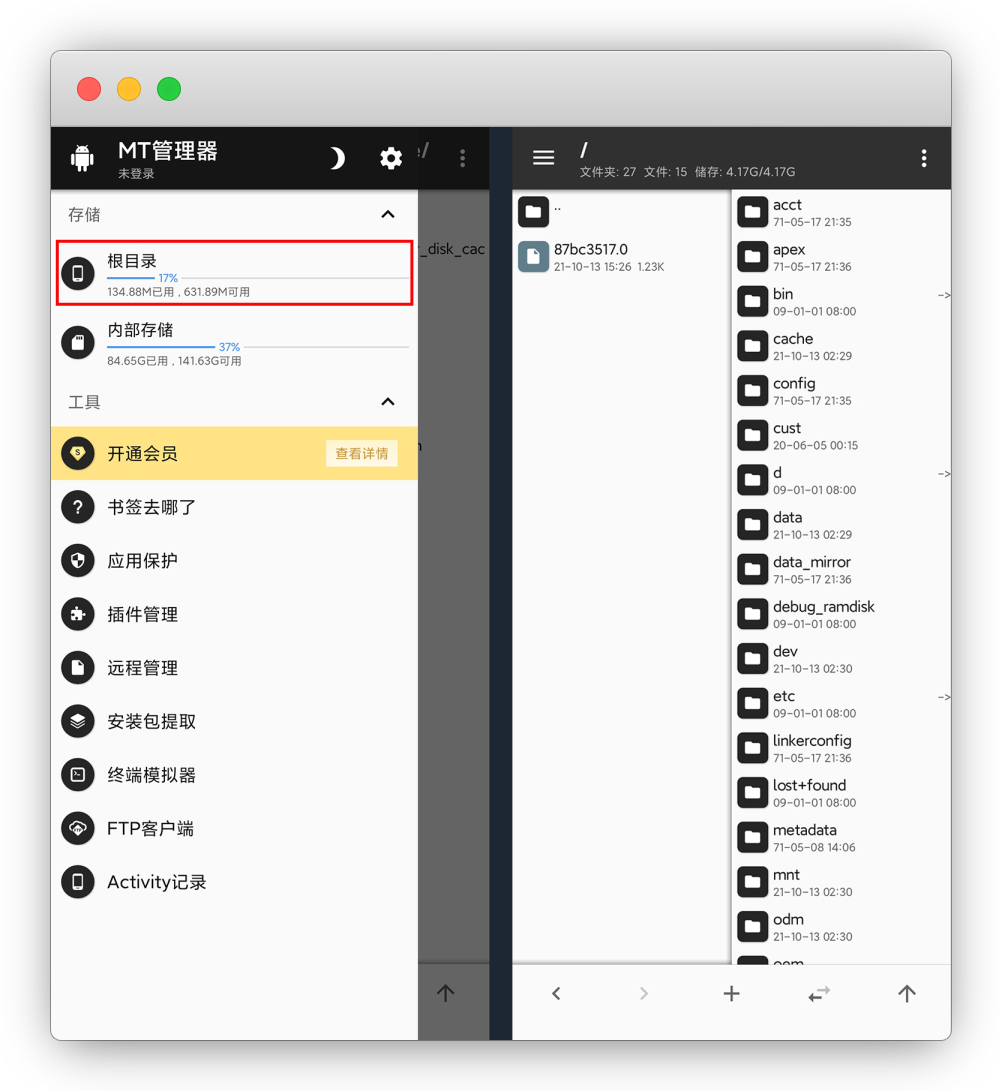 MT管理器
未登录
存储
根目录
17%
134.88M已用 , 631.89M可用
内部存储
37%
84.65G已用 , 141.63G可用
工具
开通会员
查看详情
书签去哪了
应用保护
插件管理
远程管理
安装包提取
终端模拟器
FTP客户端
Activity记录
/
_disk_cac
/
文件夹: 27 文件: 15 储存: 4.17G/4.17G
..
87bc3517.0
21-10-13 15:26 1.23K
acct
71-05-17 21:35
apex
71-05-17 21:36
bin
->
09-01-01 08:00
cache
21-10-13 02:29
config
71-05-17 21:35
cust
20-06-05 00:15
d
->
09-01-01 08:00
data
21-10-13 02:29
data_mirror
71-05-17 21:36
debug_ramdisk
09-01-01 08:00
dev
21-10-13 02:30
etc
->
09-01-01 08:00
linkerconfig
71-05-17 21:36
lost+found
09-01-01 08:00
metadata
71-05-08 14:06
mnt
21-10-13 02:30
odm
21-10-13 02:30